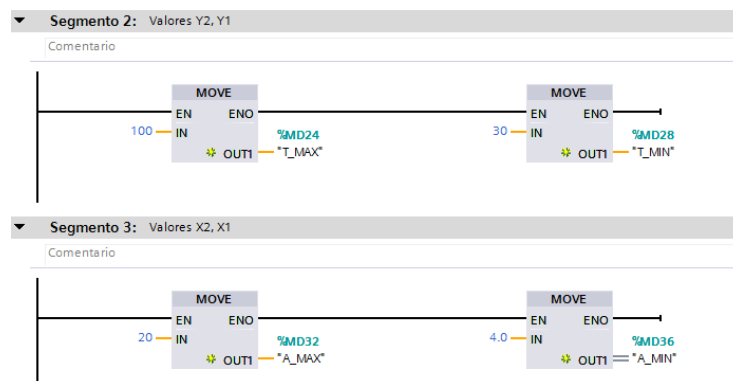 Segmento 2: Valores Y2, Y1
Comentario
MOVE MOVE
EN ENO EN ENO
100 IN %MD24 30 IN %MD28
OUT1 "T_MAX" OUT1 "T_MIN"
Segmento 3: Valores X2, X1
Comentario
MOVE MOVE
EN ENO EN ENO
20 IN %MD32 4.0 IN %MD36
OUT1 "A_MAX" OUT1 "A_MIN"